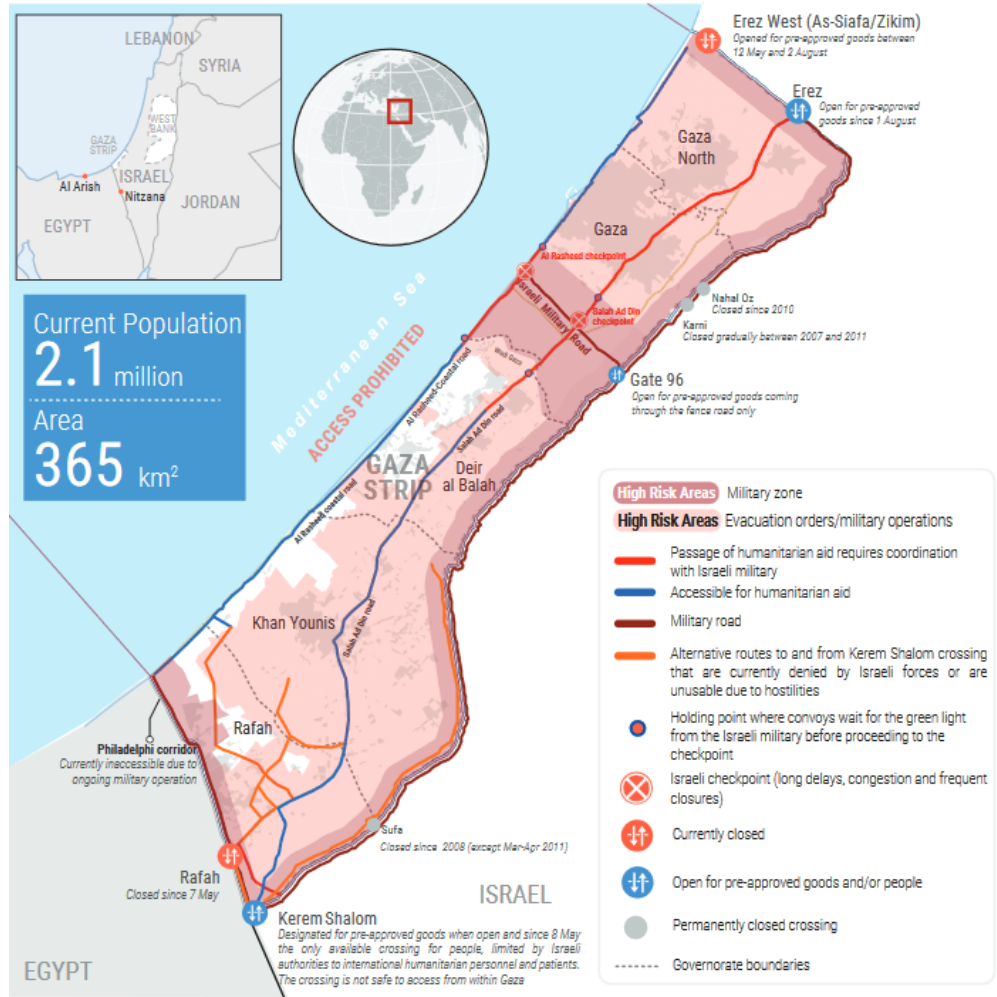 LEBANON
SYRIA
WEST
BANK
GAZA
STRIP
Al Arish
ISRAEL
Nitzana
JORDAN
EGYPT
Erez West (As-Siafa/Zikim)
Opened for pre-approved goods between
12 May and 2 August
Erez
Open for pre-approved
goods since 1 August
Gaza
North
Gaza
Al Rasheed checkpoint
Israeli Military Road
Salah Ad Din
checkpoint
Nahal Oz
Closed since 2010
Karni
Closed gradually between 2007 and 2011
Current Population
2.1 million
Area
365 km²
Mediterranean Sea
ACCESS PROHIBITED
Wadi Gaza
Gate 96
Open for pre-approved goods coming
through the fence road only
Al Rasheed-Coastal road
Salah Ad Din road
GAZA
STRIP
Deir
al Balah
Al Rasheed coastal road
Khan Younis
Salah Ad Din road
Rafah
Philadelphi corridor
Currently inaccessible due to
ongoing military operation
Sufa
Closed since 2008 (except Mar-Apr 2011)
Rafah
Closed since 7 May
ISRAEL
Kerem Shalom
Designated for pre-approved goods when open and since 8 May
the only available crossing for people, limited by Israeli
authorities to international humanitarian personnel and patients.
The crossing is not safe to access from within Gaza
EGYPT
High Risk Areas Military zone
High Risk Areas Evacuation orders/military operations
Passage of humanitarian aid requires coordination
with Israeli military
Accessible for humanitarian aid
Military road
Alternative routes to and from Kerem Shalom crossing
that are currently denied by Israeli forces or are
unusable due to hostilities
Holding point where convoys wait for the green light
from the Israeli military before proceeding to the
checkpoint
Israeli checkpoint (long delays, congestion and frequent
closures)
Currently closed
Open for pre-approved goods and/or people
Permanently closed crossing
Governorate boundaries